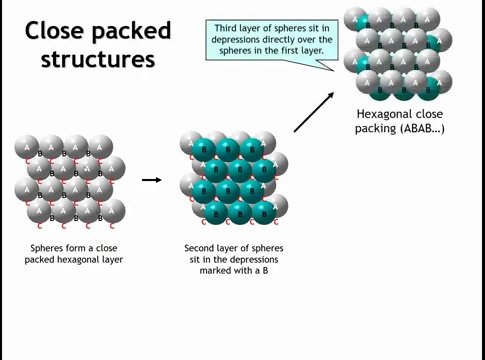 Close packed
structures
Third layer of spheres sit in
depressions directly over the
spheres in the first layer.
Hexagonal close
packing (ABAB…)
Spheres form a close
packed hexagonal layer
Second layer of spheres
sit in the depressions
marked with a B